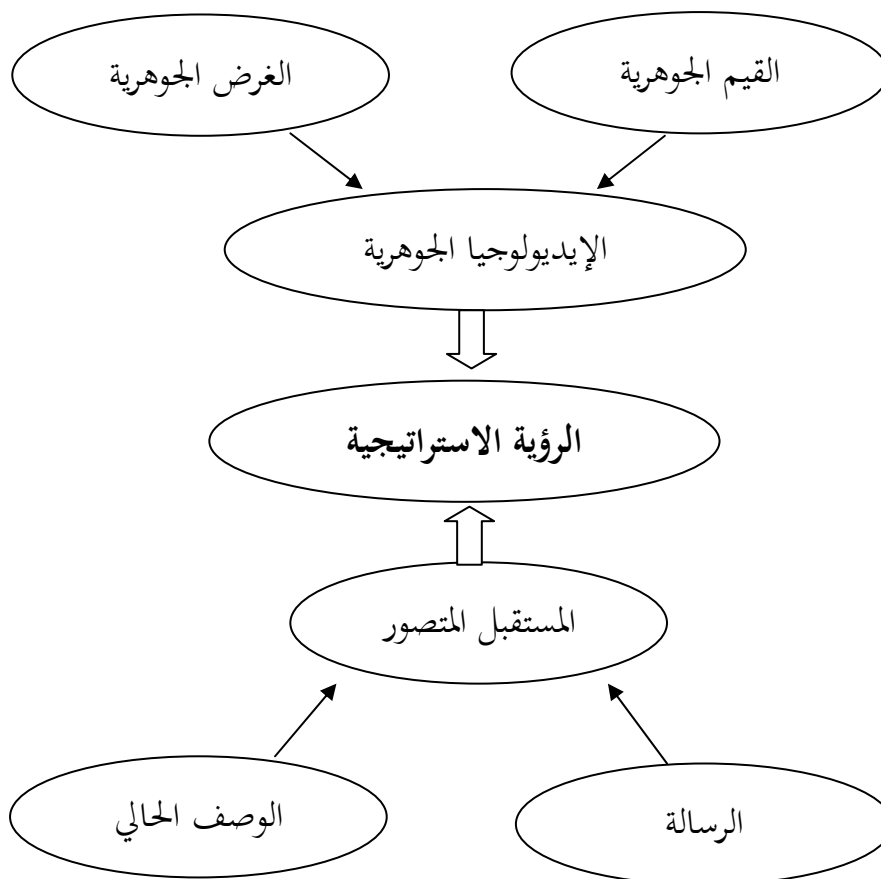 القيم الجوهرية
الغرض الجوهرية
الإيديولوجيا الجوهرية
الرؤية الاستراتيجية
المستقبل المتصور
الرسالة
الوصف الحالي